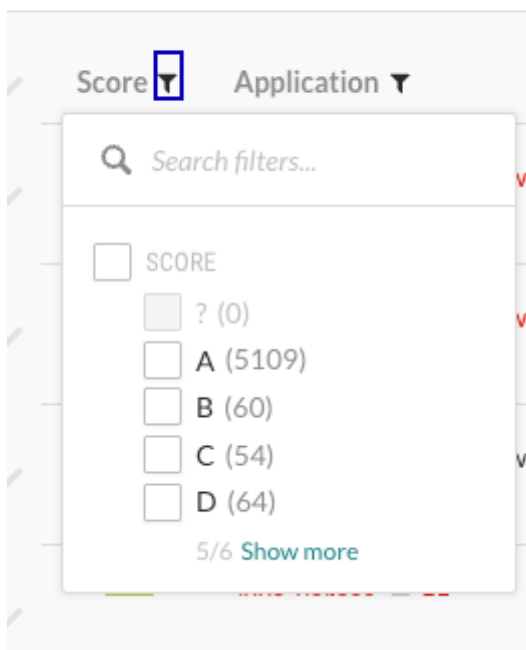 Score Application
Search filters...
SCORE
? (0)
A (5109)
B (60)
C (54)
D (64)
5/6 Show more